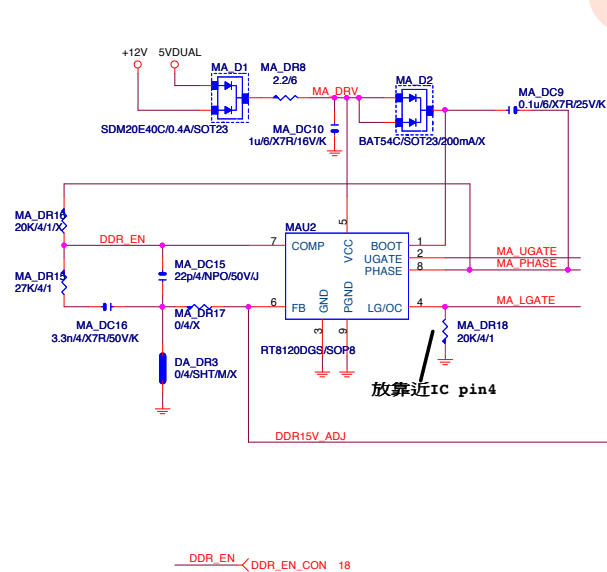 +12V 5VDUAL
MA_D1
MA_DR8
2.2/6
MA_DRV
MA_D2
MA_DC9
0.1u/6/X7R/25V/K
SDM20E40C/0.4A/SOT23
MA_DC10
1u/6/X7R/16V/K
BAT54C/SOT23/200mA/X
MA_DR16
20K/4/1/X
DDR_EN
7
MAU2
5
COMP
VCC
BOOT
1
UGATE
2
MA_UGATE
PHASE
8
MA_PHASE
MA_DR15
27K/4/1
MA_DC15
22p/4/NPO/50V/J
MA_DC16
3.3n/4/X7R/50V/K
MA_DR17
0/4/X
6
FB
GND
PGND
LG/OC
4
MA_LGATE
3
9
RT8120DGS/SOP8
MA_DR18
20K/4/1
DA_DR3
0/4/SHT/M/X
放靠近IC pin4
DDR15V_ADJ
DDR_EN
DDR_EN_CON 18